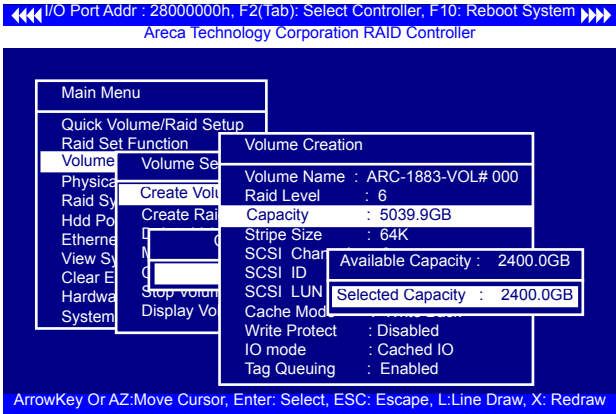 I/O Port Addr : 28000000h, F2(Tab): Select Controller, F10: Reboot System
Areca Technology Corporation RAID Controller
Main Menu
Quick Volume/Raid Setup
Raid Set Function
Volume
Physica
Raid Sy
Hdd Po
Etherne
View Sy
Clear E
Hardwa
System
Volume Se
Create Volu
Create Rai
Stop Volum
Display Vo
Volume Creation
Volume Name : ARC-1883-VOL# 000
Raid Level : 6
Capacity : 5039.9GB
Stripe Size : 64K
SCSI Chan
SCSI ID
SCSI LUN
Cache Mode : Write Back
Write Protect : Disabled
IO mode : Cached IO
Tag Queuing : Enabled
Available Capacity : 2400.0GB
Selected Capacity : 2400.0GB
ArrowKey Or AZ:Move Cursor, Enter: Select, ESC: Escape, L:Line Draw, X: Redraw